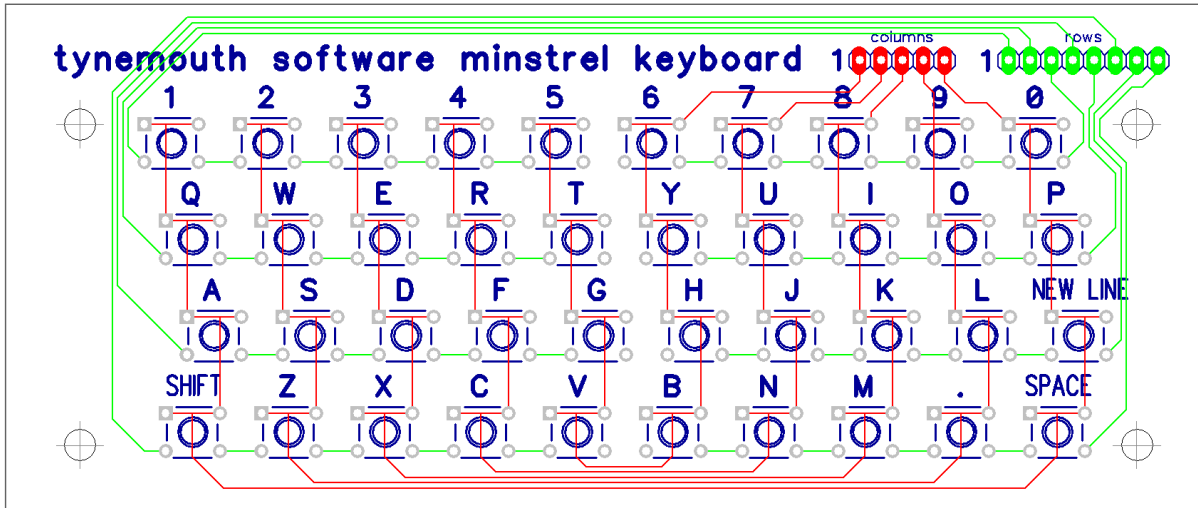 columns rows
tynemouth software minstrel keyboard 1 1
1 2 3 4 5 6 7 8 9 0
Q W E R T Y U I O P
A S D F G H J K L NEW LINE
SHIFT Z X C V B N M . SPACE